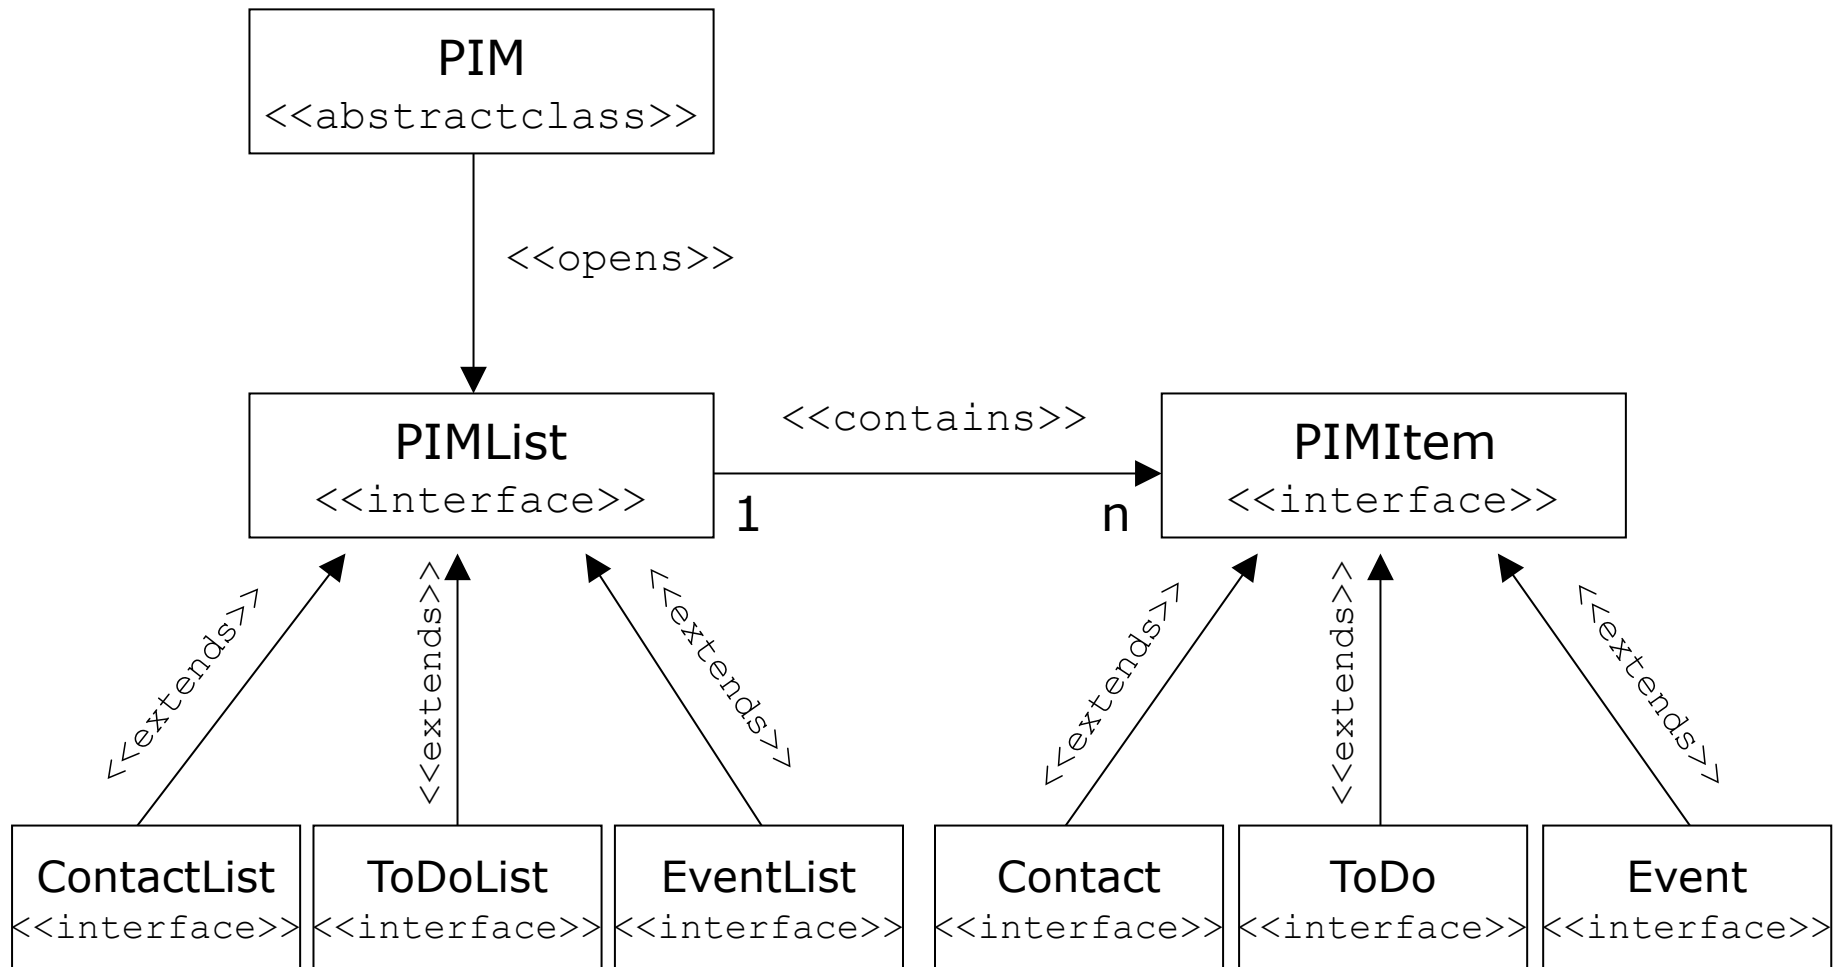 PIM
<<abstractclass>>
<<opens>>
PIMList
<<interface>>
<<contains>>
1
n
PIMItem
<<interface>>
<<extends>>
<<extends>>
<<extends>>
<<extends>>
<<extends>>
<<extends>>
ContactList
<<interface>>
ToDoList
<<interface>>
EventList
<<interface>>
Contact
<<interface>>
ToDo
<<interface>>
Event
<<interface>>